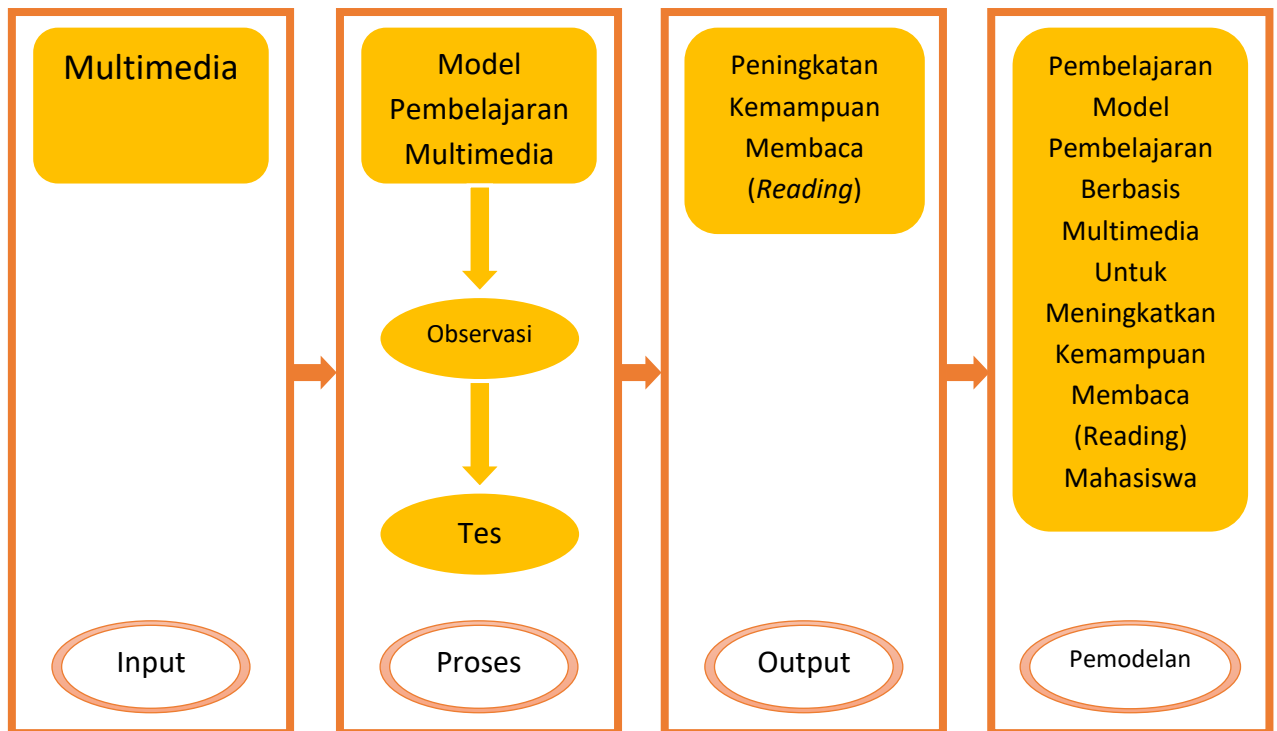 Multimedia
Input
Model
Pembelajaran
Multimedia
Observasi
Tes
Proses
Peningkatan
Kemampuan
Membaca
(Reading)
Output
Pembelajaran
Model
Pembelajaran
Berbasis
Multimedia
Untuk
Meningkatkan
Kemampuan
Membaca
(Reading)
Mahasiswa
Pemodelan